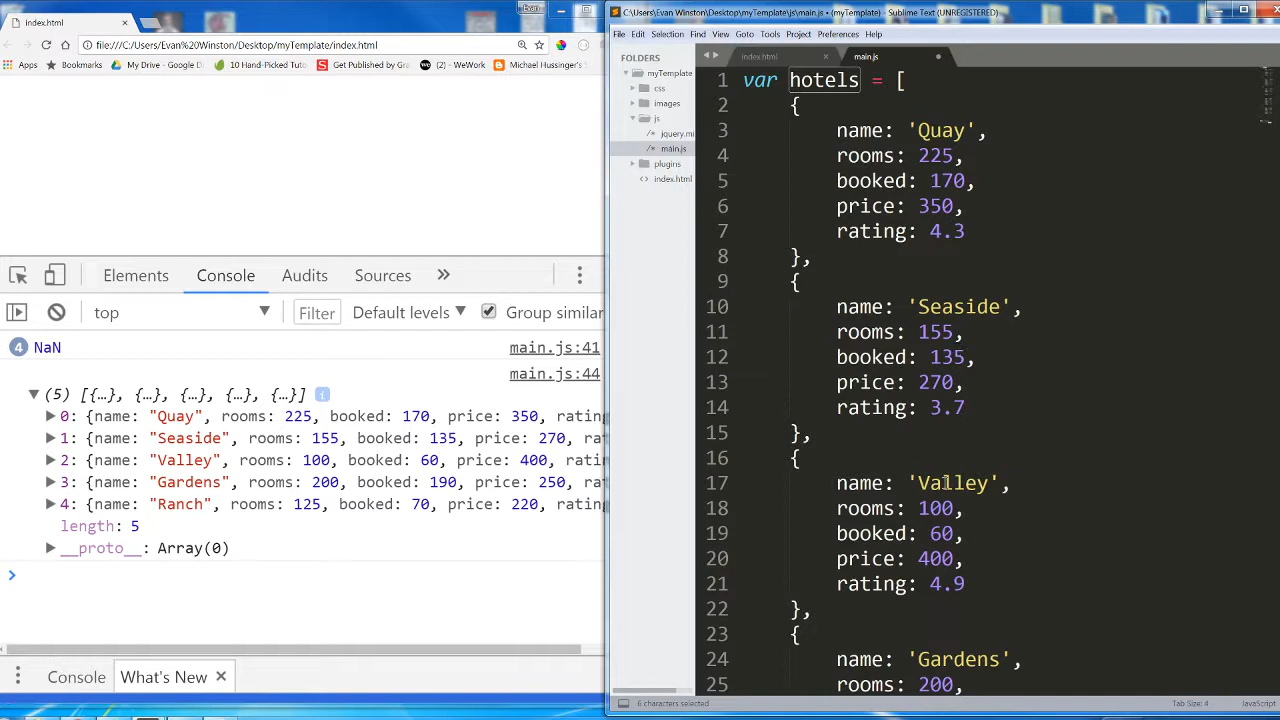 index.html
Evan
file:///C:/Users/Evan%20Winston/Desktop/myTemplate/index.html
Apps
Bookmarks
My Drive - Google Dri
10 Hand-Picked Tutori
Get Published by Gra
(2) WeWork
Michael Hussinger's G
Elements
Console
Audits
Sources
top
Filter
Default levels
Group similar
4 NaN
main.js:41
main.js:44
(5) [{…}, {…}, {…}, {…}, {…}]
0: {name: "Quay", rooms: 225, booked: 170, price: 350, rating
1: {name: "Seaside", rooms: 155, booked: 135, price: 270, ra
2: {name: "Valley", rooms: 100, booked: 60, price: 400, ratin
3: {name: "Gardens", rooms: 200, booked: 190, price: 250, ra
4: {name: "Ranch", rooms: 125, booked: 70, price: 220, ratin
length: 5
__proto__: Array(0)
Console
What's New
C:\Users\Evan Winston\Desktop\myTemplate\js\main.js • (myTemplate) - Sublime Text (UNREGISTERED)
File Edit Selection Find View Goto Tools Project Preferences Help
FOLDERS
myTemplate
css
images
js
jquery.mi
main.js
plugins
index.html
index.html
main.js
1 var hotels = [
2 {
3 name: 'Quay',
4 rooms: 225,
5 booked: 170,
6 price: 350,
7 rating: 4.3
8 },
9 {
10 name: 'Seaside',
11 rooms: 155,
12 booked: 135,
13 price: 270,
14 rating: 3.7
15 },
16 {
17 name: 'Valley',
18 rooms: 100,
19 booked: 60,
20 price: 400,
21 rating: 4.9
22 },
23 {
24 name: 'Gardens',
25 rooms: 200,
6 characters selected
Tab Size: 4
JavaScript